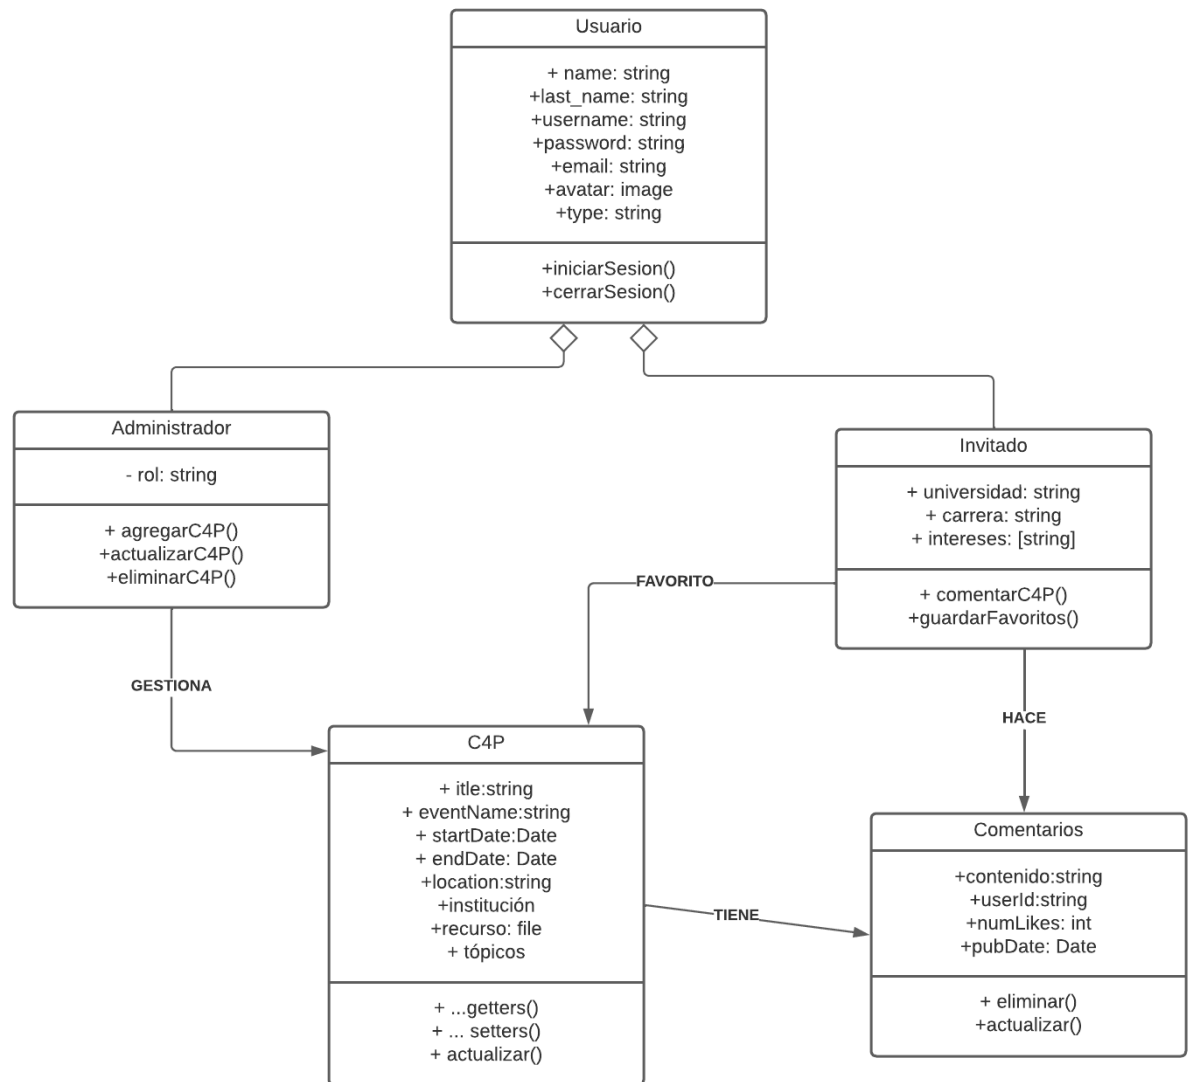 Usuario
+ name: string
+last_name: string
+username: string
+password: string
+email: string
+avatar: image
+type: string
+iniciarSesion()
+cerrarSesion()
Administrador
- rol: string
+ agregarC4P()
+actualizarC4P()
+eliminarC4P()
Invitado
+ universidad: string
+ carrera: string
+ intereses: [string]
+ comentarC4P()
+guardarFavoritos()
FAVORITO
GESTIONA
HACE
C4P
+ itle:string
+ eventName:string
+ startDate:Date
+ endDate: Date
+location:string
+institución
+recurso: file
+ tópicos
+ ...getters()
+ ... setters()
+ actualizar()
TIENE
Comentarios
+contenido:string
+userId:string
+numLikes: int
+pubDate: Date
+ eliminar()
+actualizar()